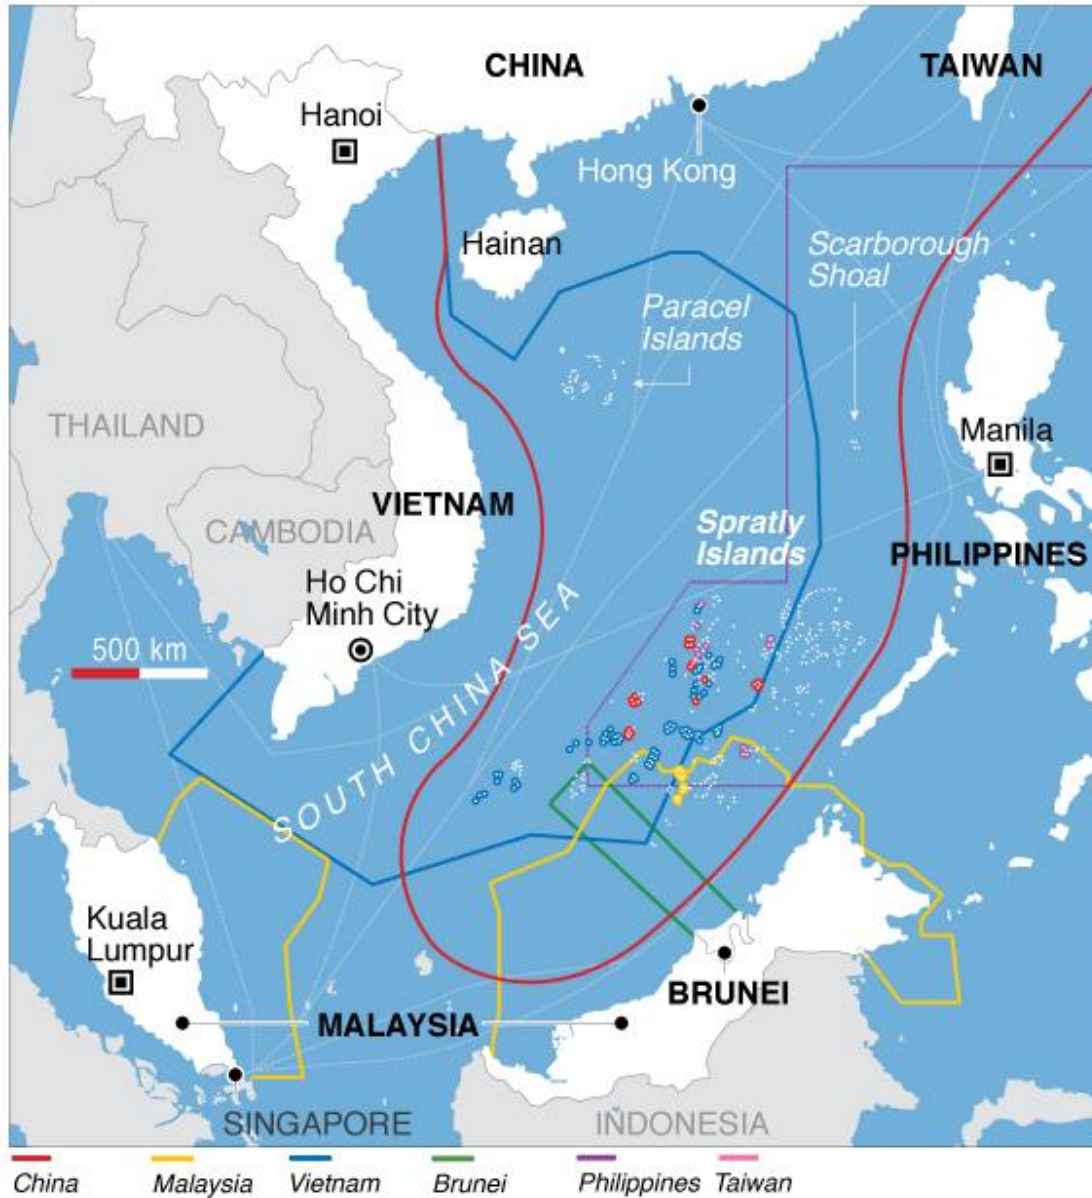 CHINA
TAIWAN
Hanoi
Hong Kong
Hainan
Scarborough
Shoal
Paracel
Islands
THAILAND
Manila
VIETNAM
CAMBODIA
Spratly
Islands
PHILIPPINES
Ho Chi
Minh City
500 km
SOUTH CHINA SEA
Kuala
Lumpur
BRUNEI
MALAYSIA
SINGAPORE
INDONESIA
China
Malaysia
Vietnam
Brunei
Philippines
Taiwan